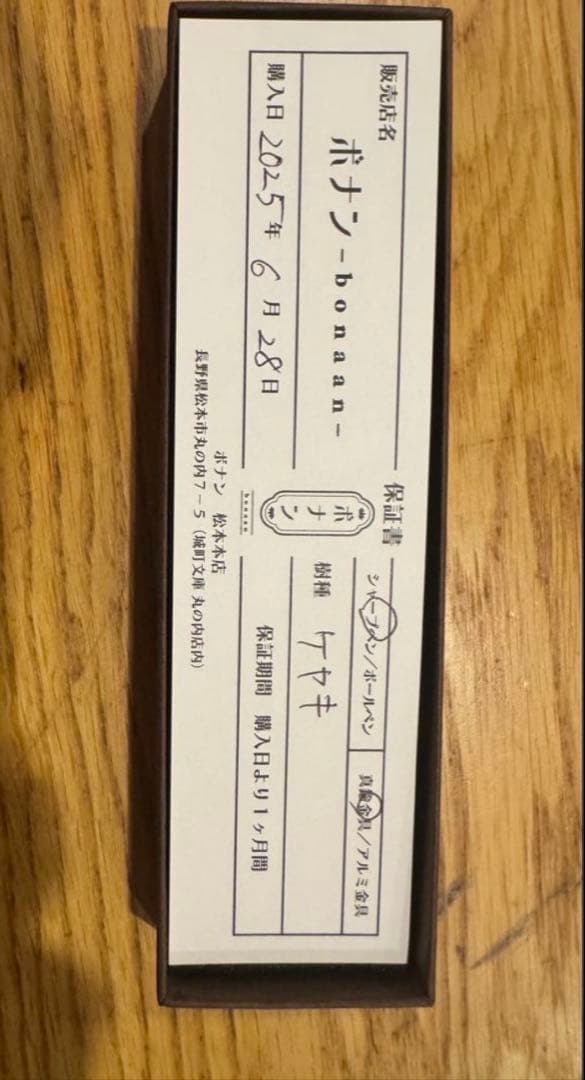 保証書
販売店名
ボナン -bonaan-
購入日 2025年 6月 28日
シャープペン/ボールペン
真鍮金具/アルミ金具
樹種 ケヤキ
保証期間 購入日より1ヶ月間
ボナン
bonaan
ボナン 松本本店
長野県松本市丸の内7-5(城町文庫 丸の内店内)